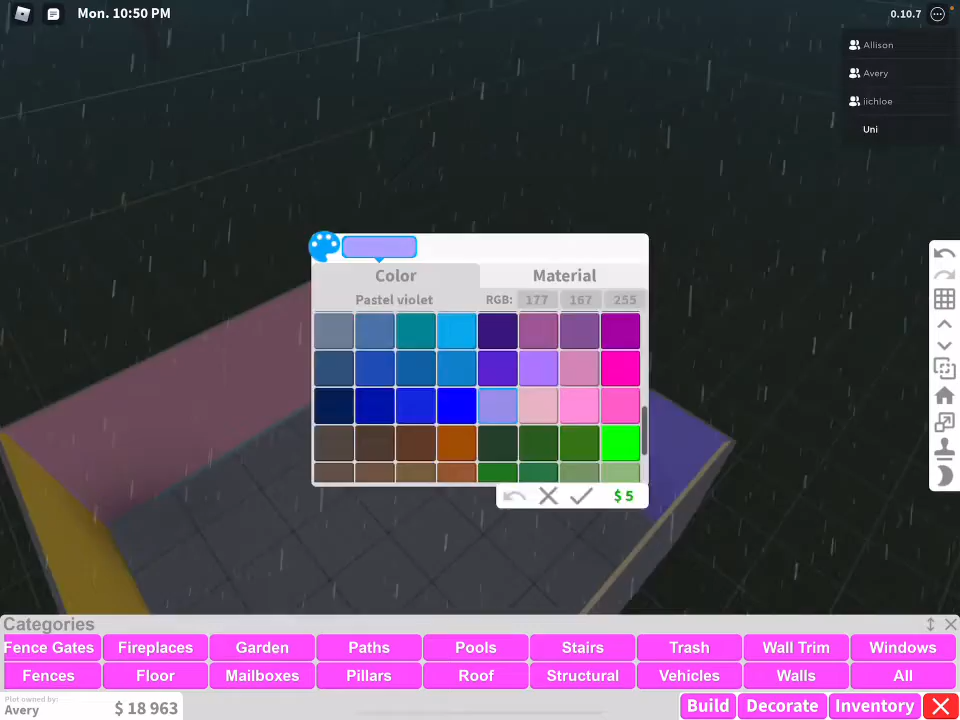 Mon. 10:50 PM
0.10.7
Allison
Avery
iichloe
Uni
Color
Material
Pastel violet
RGB: 177 167 255
$ 5
Categories
Fence Gates Fireplaces Garden Paths Pools Stairs Trash Wall Trim Windows
Fences Floor Mailboxes Pillars Roof Structural Vehicles Walls All
Plot owned by:
Avery
$ 18 963
Build Decorate Inventory